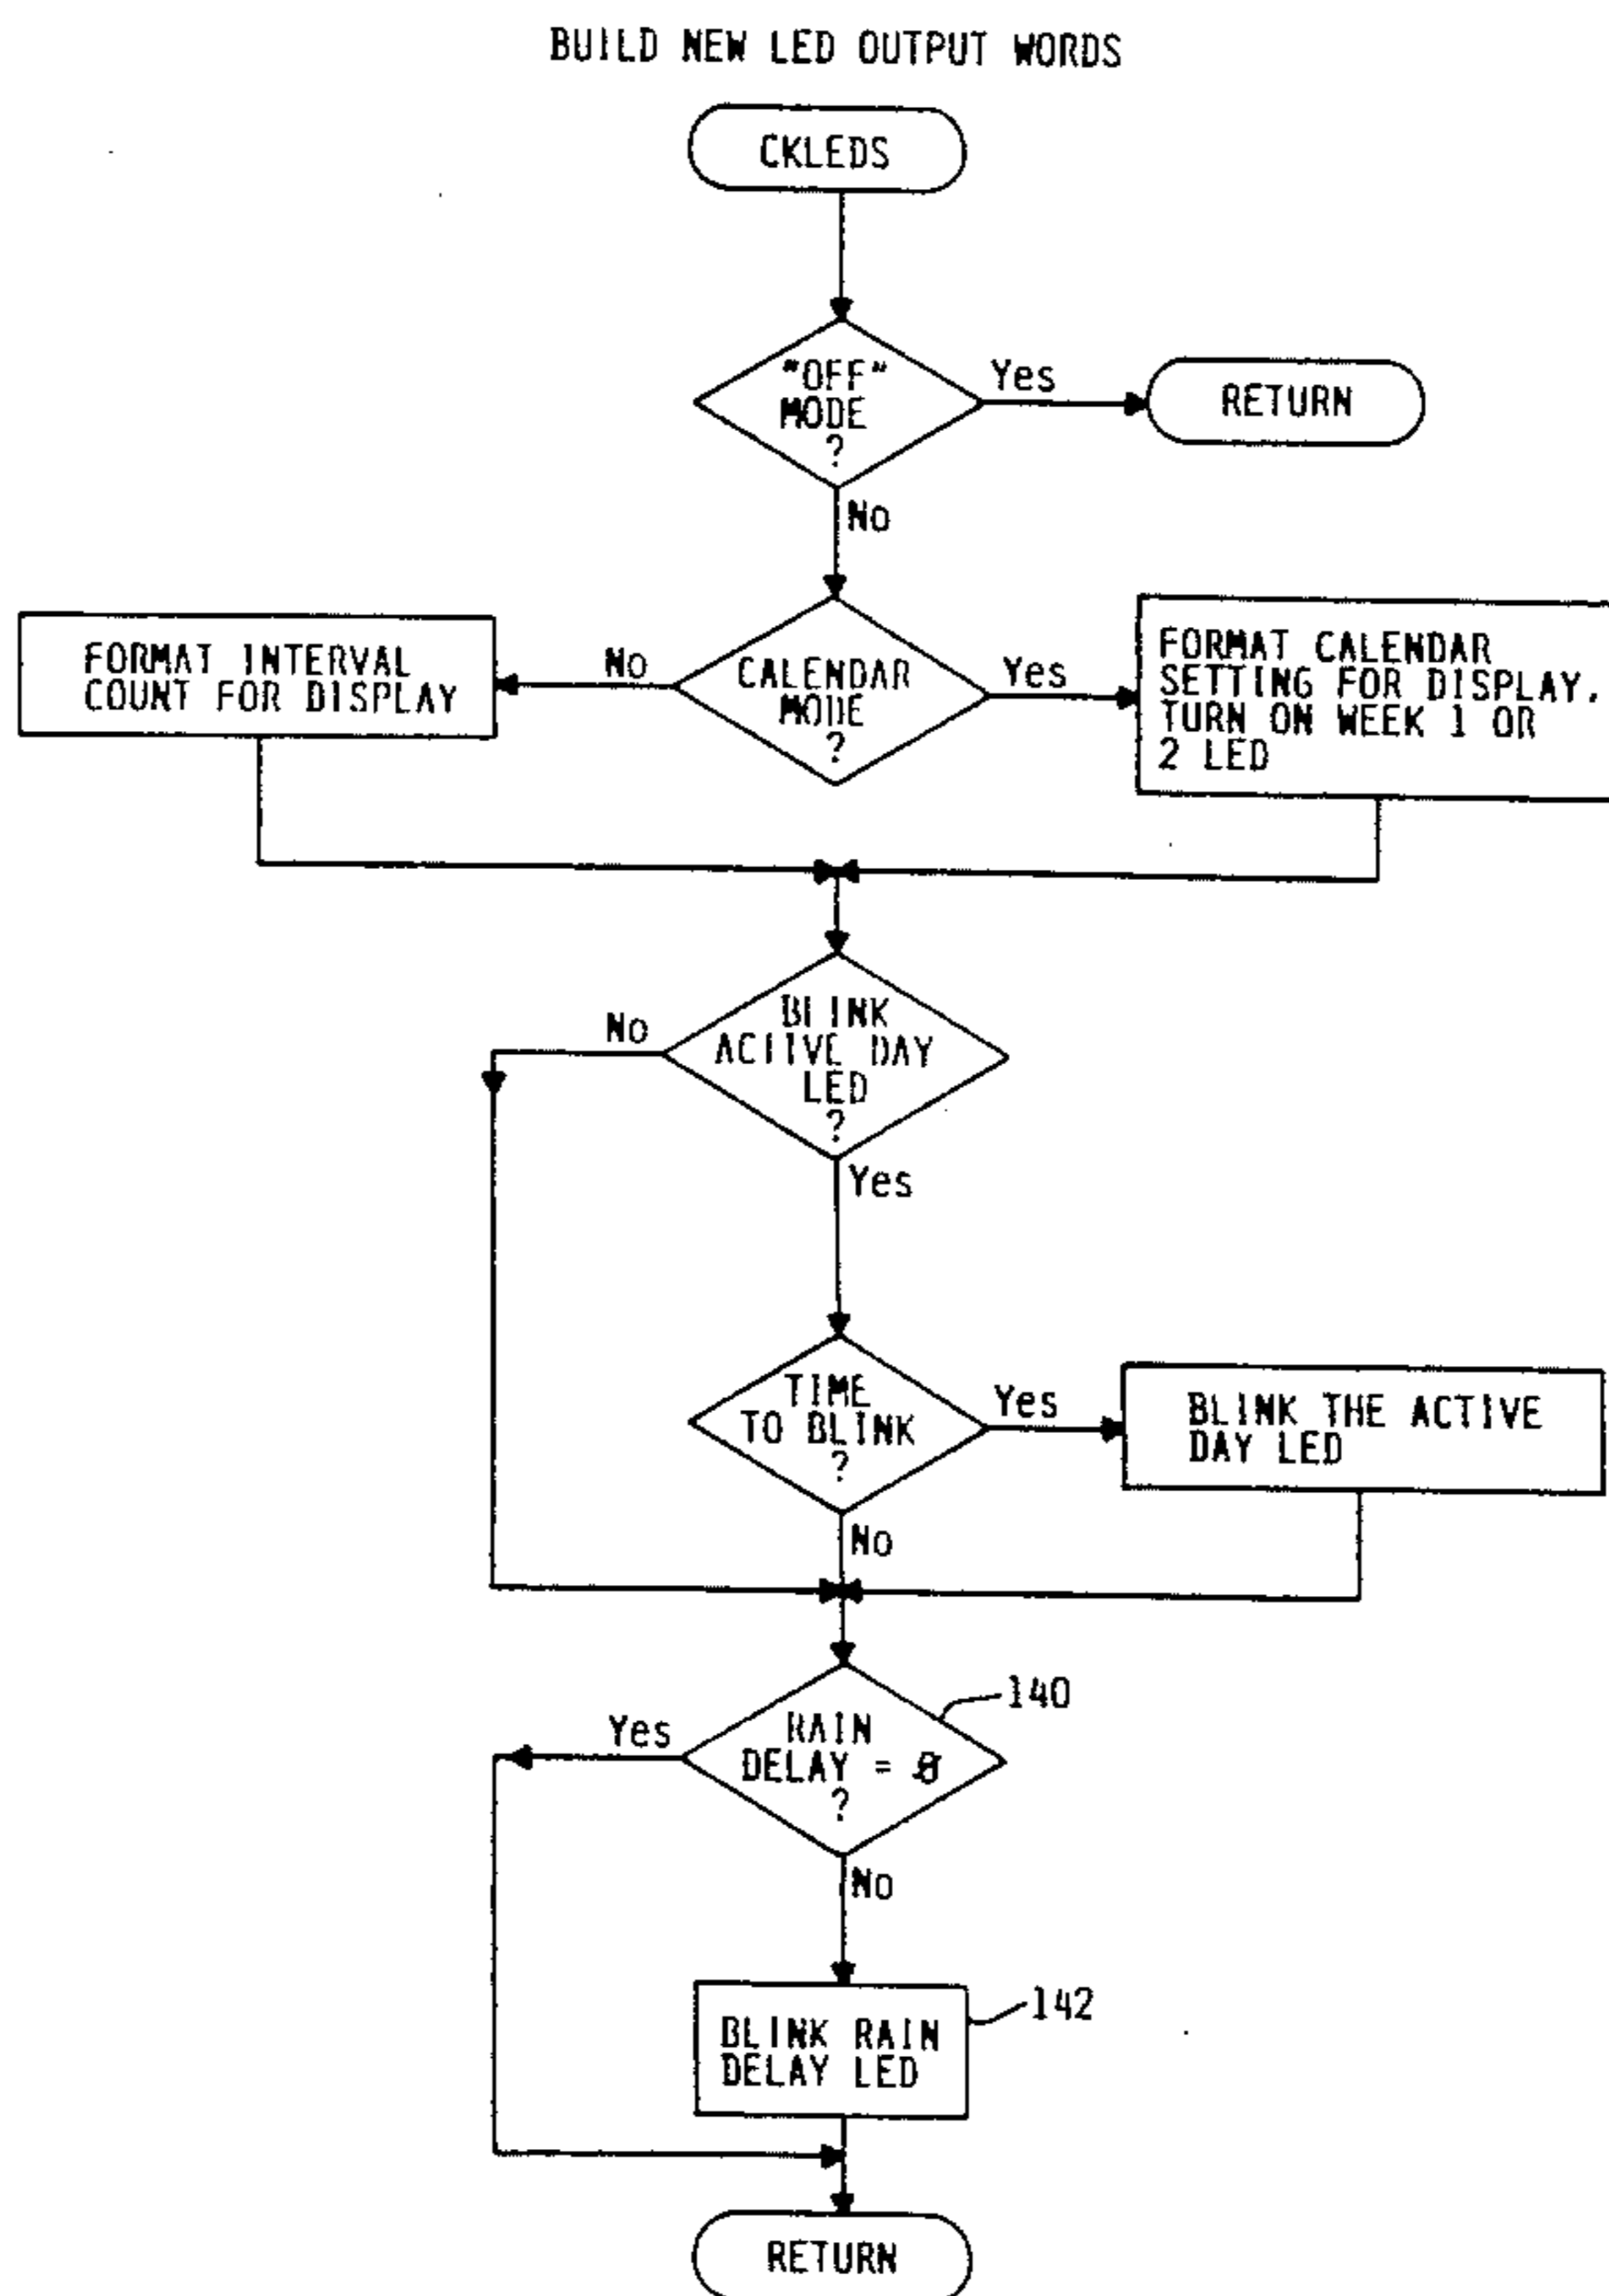 BUILD NEW LED OUTPUT WORDS
CKLEDS
"OFF"
MODE
?
Yes
RETURN
No
FORMAT INTERVAL
COUNT FOR DISPLAY
No
CALENDAR
MODE
?
Yes
FORMAT CALENDAR
SETTING FOR DISPLAY.
TURN ON WEEK 1 OR
2 LED
No
BLINK
ACTIVE DAY
LED
?
Yes
TIME
TO BLINK
?
Yes
BLINK THE ACTIVE
DAY LED
No
140
Yes
RAIN
DELAY =
?
No
142
BLINK RAIN
DELAY LED
RETURN